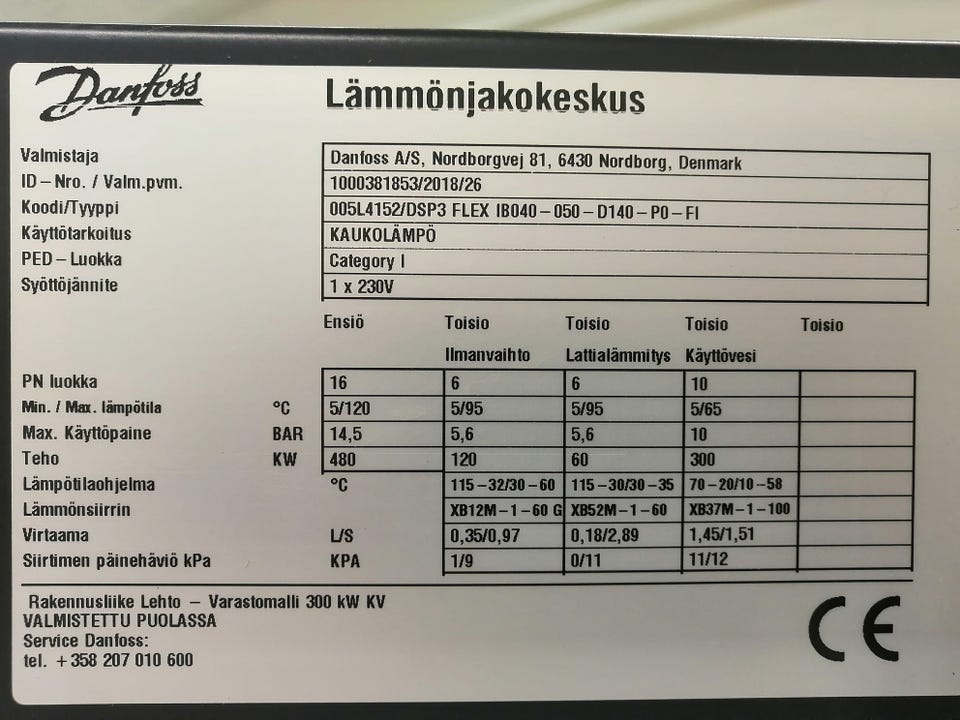 Danfoss Lämmönjakokeskus
Valmistaja Danfoss A/S, Nordborgvej 81, 6430 Nordborg, Denmark
ID – Nro. / Valm.pvm. 1000381853/2018/26
Koodi/Tyyppi 005L4152/DSP3 FLEX IB040 – 050 – D140 – P0 – FI
Käyttötarkoitus KAUKOLÄMPÖ
PED – Luokka Category I
Syöttöjännite 1 x 230V
Ensiö Toisio Toisio Toisio Toisio
Ilmanvaihto Lattialämmitys Käyttövesi
PN luokka 16 6 6 10
Min. / Max. lämpötila °C 5/120 5/95 5/95 5/65
Max. Käyttöpaine BAR 14,5 5,6 5,6 10
Teho KW 480 120 60 300
Lämpötilaohjelma °C 115 –32/30 –60 115 –30/30 –35 70 –20/10 –58
Lämmönsiirrin XB12M – 1 – 60 G XB52M – 1 – 60 XB37M – 1 – 100
Virtaama L/S 0,35/0,97 0,18/2,89 1,45/1,51
Siirtimen päinehäviö kPa KPA 1/9 0/11 11/12
Rakennusliike Lehto – Varastomalli 300 kW KV
VALMISTETTU PUOLASSA
Service Danfoss:
tel. +358 207 010 600
CE